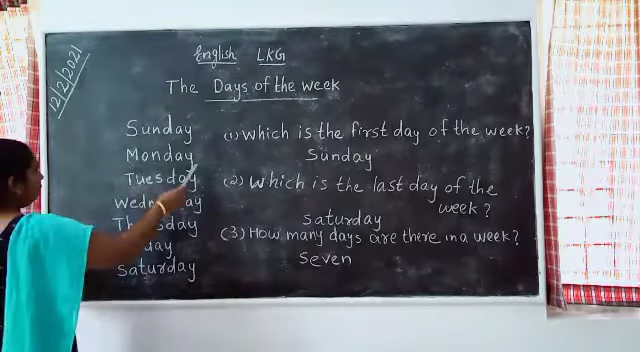 12/2/2021
English LKG
The Days of the week
Sunday
Monday
Tuesday
Wednesday
Thursday
Saturday
(1) Which is the first day of the week?
Sunday
(2) Which is the last day of the
week?
Saturday
(3) How many days are there in a week?
Seven